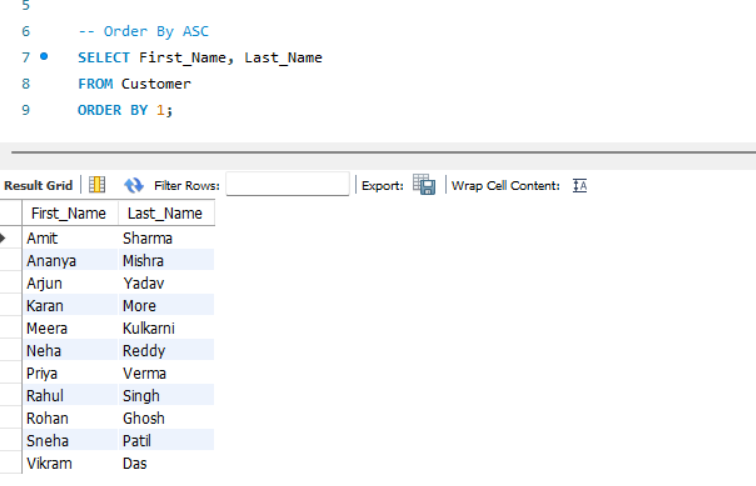 5
6 -- Order By ASC
7 SELECT First_Name, Last_Name
8 FROM Customer
9 ORDER BY 1;
Result Grid Filter Rows: Export: Wrap Cell Content: IA
First_Name Last_Name
Amit Sharma
Ananya Mishra
Arjun Yadav
Karan More
Meera Kulkarni
Neha Reddy
Priya Verma
Rahul Singh
Rohan Ghosh
Sneha Patil
Vikram Das